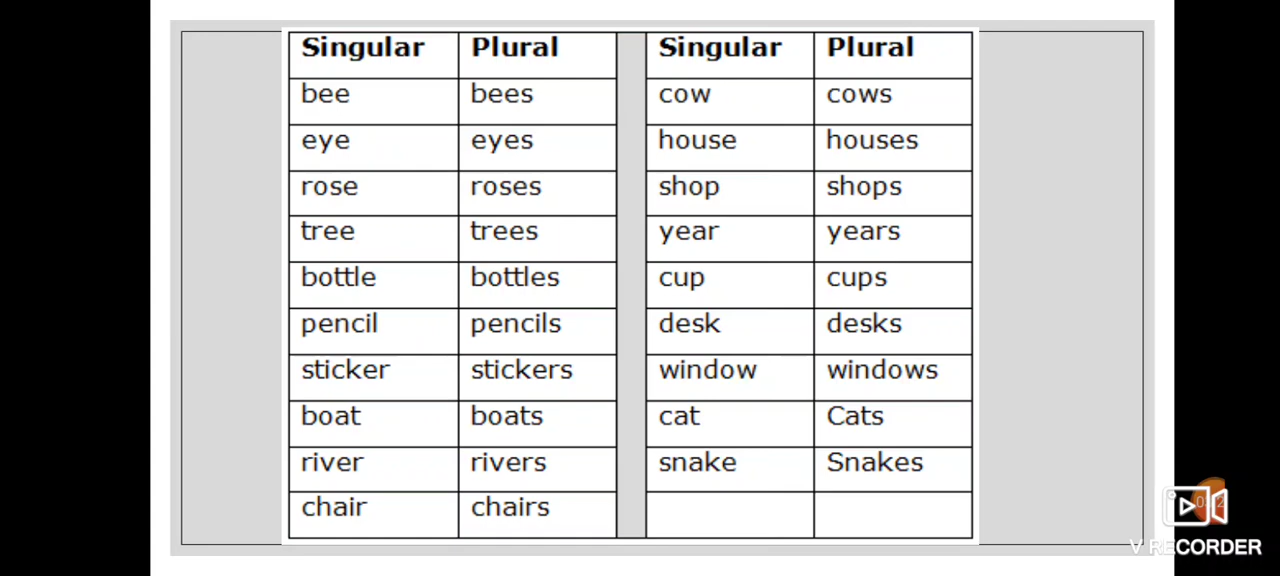 Singular Plural Singular Plural
bee bees cow cows
eye eyes house houses
rose roses shop shops
tree trees year years
bottle bottles cup cups
pencil pencils desk desks
sticker stickers window windows
boat boats cat Cats
river rivers snake Snakes
chair chairs
V RECORDER